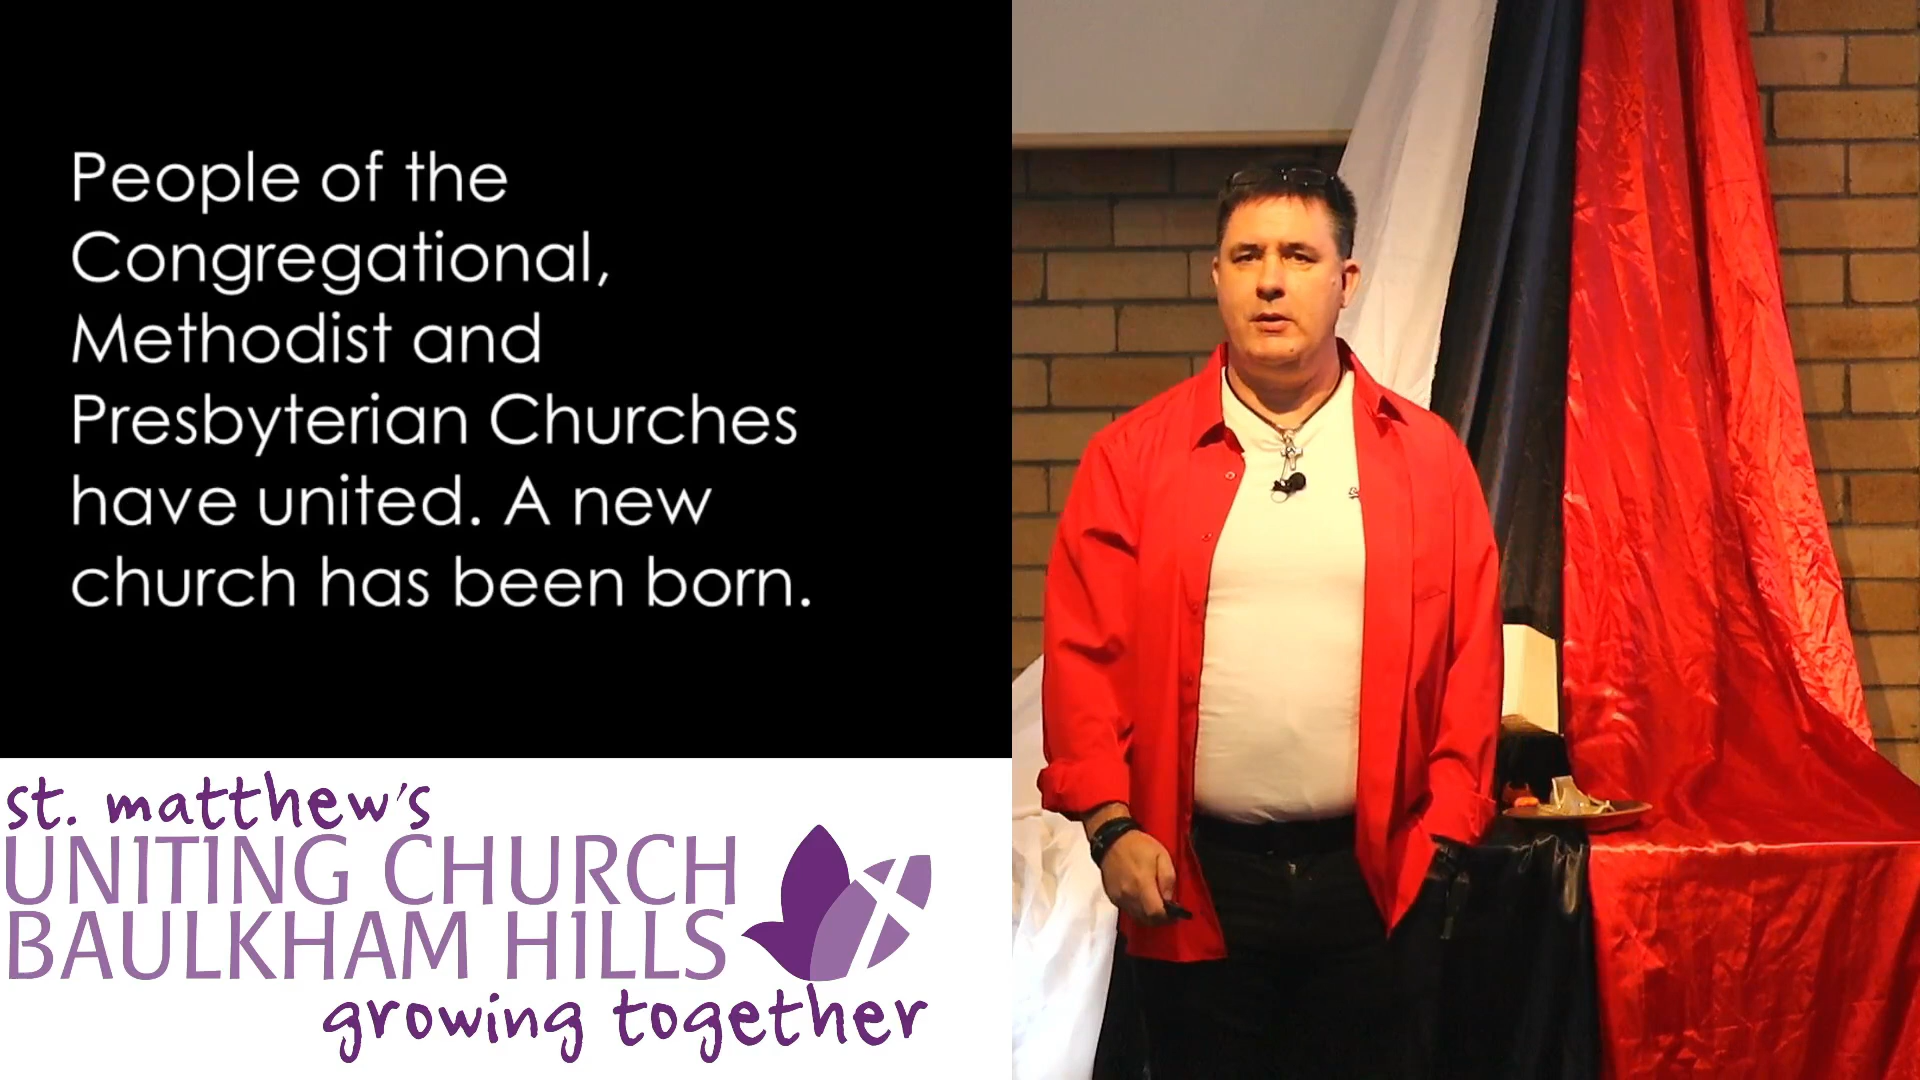 People of the
Congregational,
Methodist and
Presbyterian Churches
have united. A new
church has been born.
st. matthew's
UNITING CHURCH
BAULKHAM HILLS
growing together